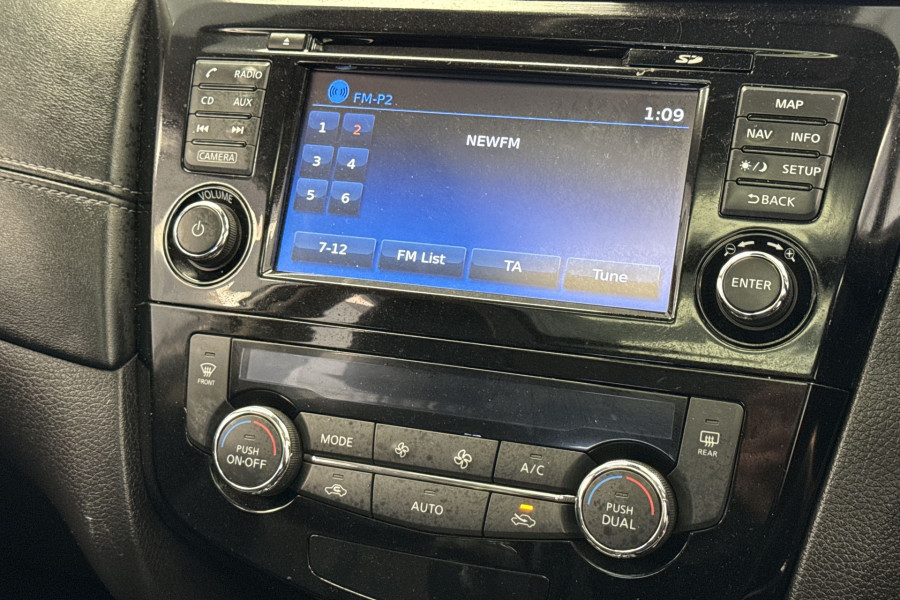 RADIO
CD AUX
CAMERA
VOLUME
SD
FM-P2
1:09
1 2
NEWFM
3 4
5 6
7-12 FM List TA Tune
MAP
NAV INFO
SETUP
BACK
ENTER
FRONT
PUSH
ON·OFF
MODE
A/C
AUTO
PUSH
DUAL
REAR